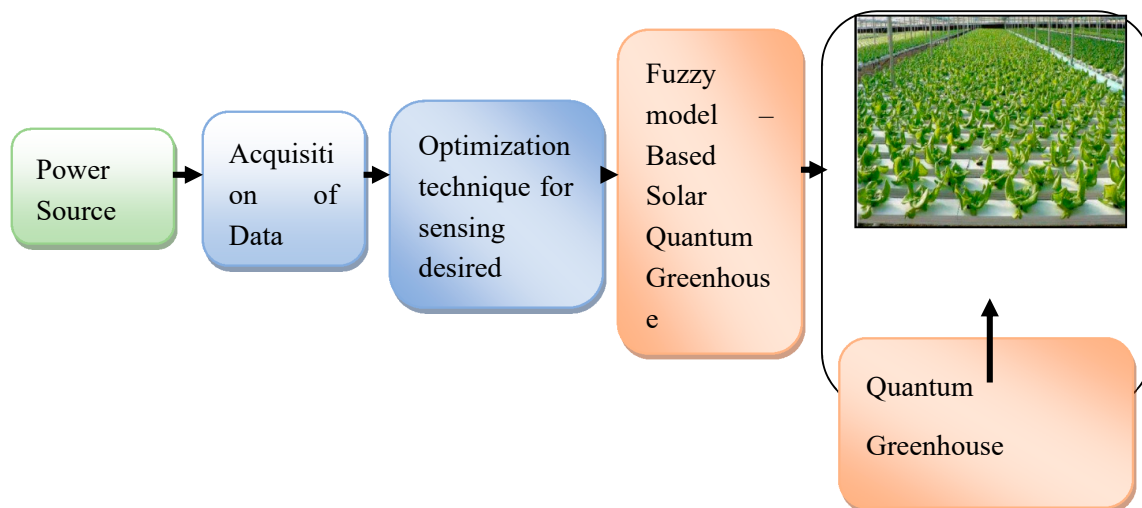 Power
Source
Acquisiti
on of
Data
Optimization
technique for
sensing
desired
Fuzzy
model –
Based
Solar
Quantum
Greenhous
e
Quantum
Greenhouse